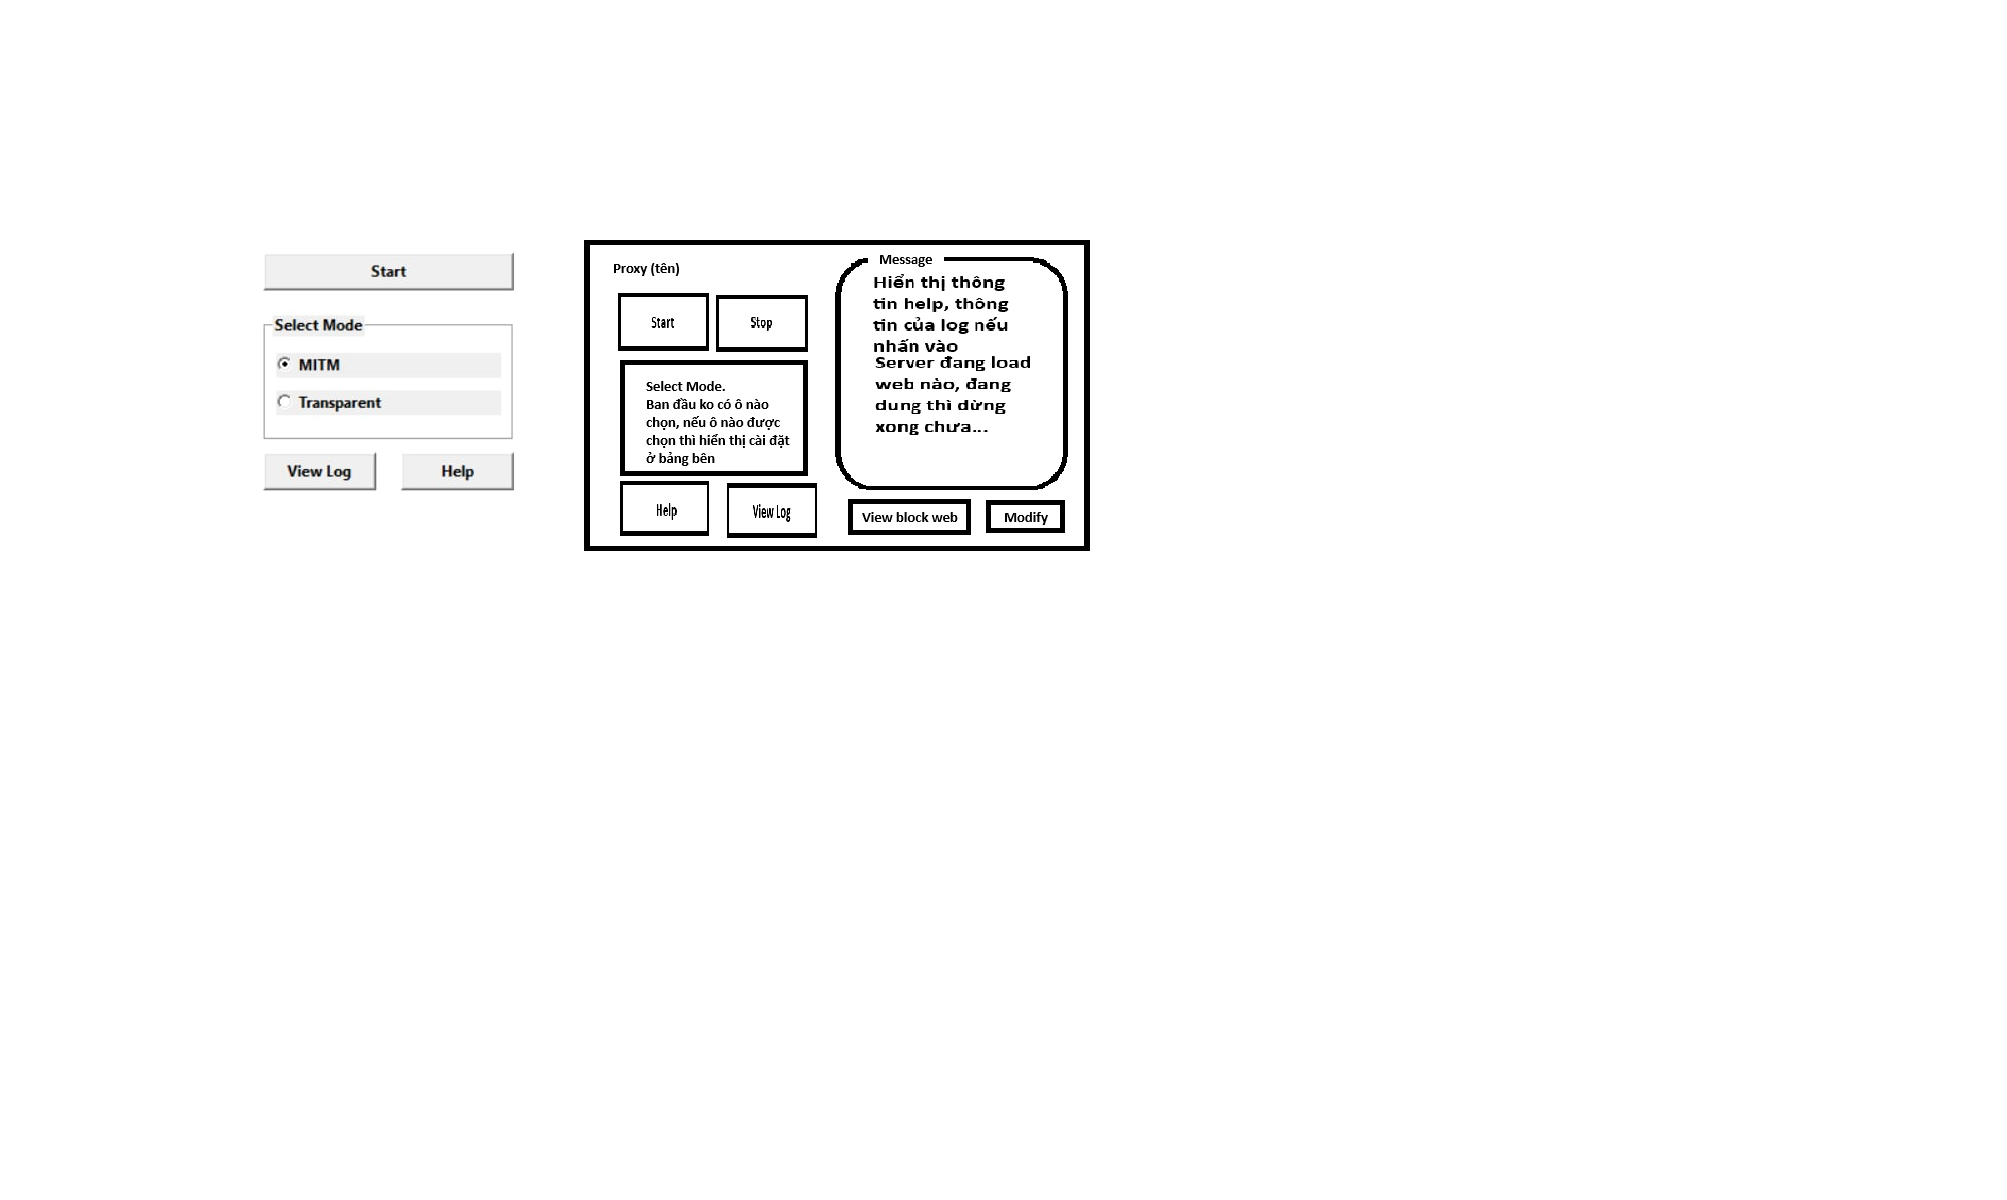 Start
Select Mode
MITM
Transparent
View Log
Help
Proxy (tên)
Start
Stop
Select Mode.
Ban đầu ko có ô nào
chọn, nếu ô nào được
chọn thì hiển thị cài đặt
ở bảng bên
Help
View Log
Message
Hiển thị thông
tin help, thông
tin của log nếu
nhấn vào
Server đang load
web nào, đang
dung thì dừng
xong chưa...
View block web
Modify